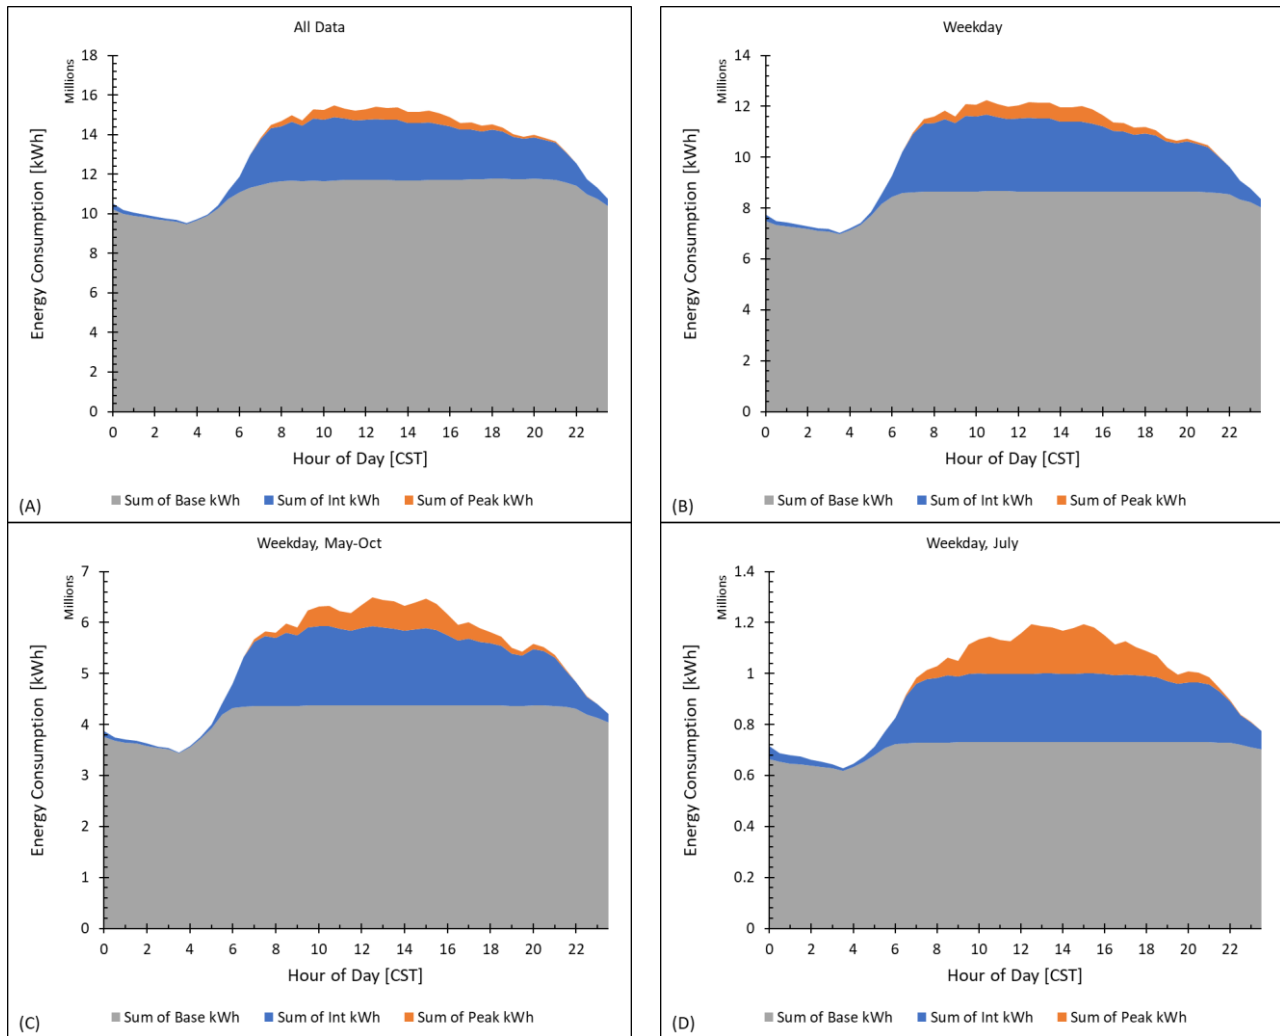 All Data
Millions
Energy Consumption [kWh]
18
16
14
12
10
8
6
4
2
0
0 2 4 6 8 10 12 14 16 18 20 22
Hour of Day [CST]
Sum of Base kWh Sum of Int kWh Sum of Peak kWh
(A)
Weekday
Millions
Energy Consumption [kWh]
14
12
10
8
6
4
2
0
0 2 4 6 8 10 12 14 16 18 20 22
Hour of Day [CST]
Sum of Base kWh Sum of Int kWh Sum of Peak kWh
(B)
Weekday, May-Oct
Millions
Energy Consumption [kWh]
7
6
5
4
3
2
1
0
0 2 4 6 8 10 12 14 16 18 20 22
Hour of Day [CST]
Sum of Base kWh Sum of Int kWh Sum of Peak kWh
(C)
Weekday, July
Millions
Energy Consumption [kWh]
1.4
1.2
1
0.8
0.6
0.4
0.2
0
0 2 4 6 8 10 12 14 16 18 20 22
Hour of Day [CST]
Sum of Base kWh Sum of Int kWh Sum of Peak kWh
(D)